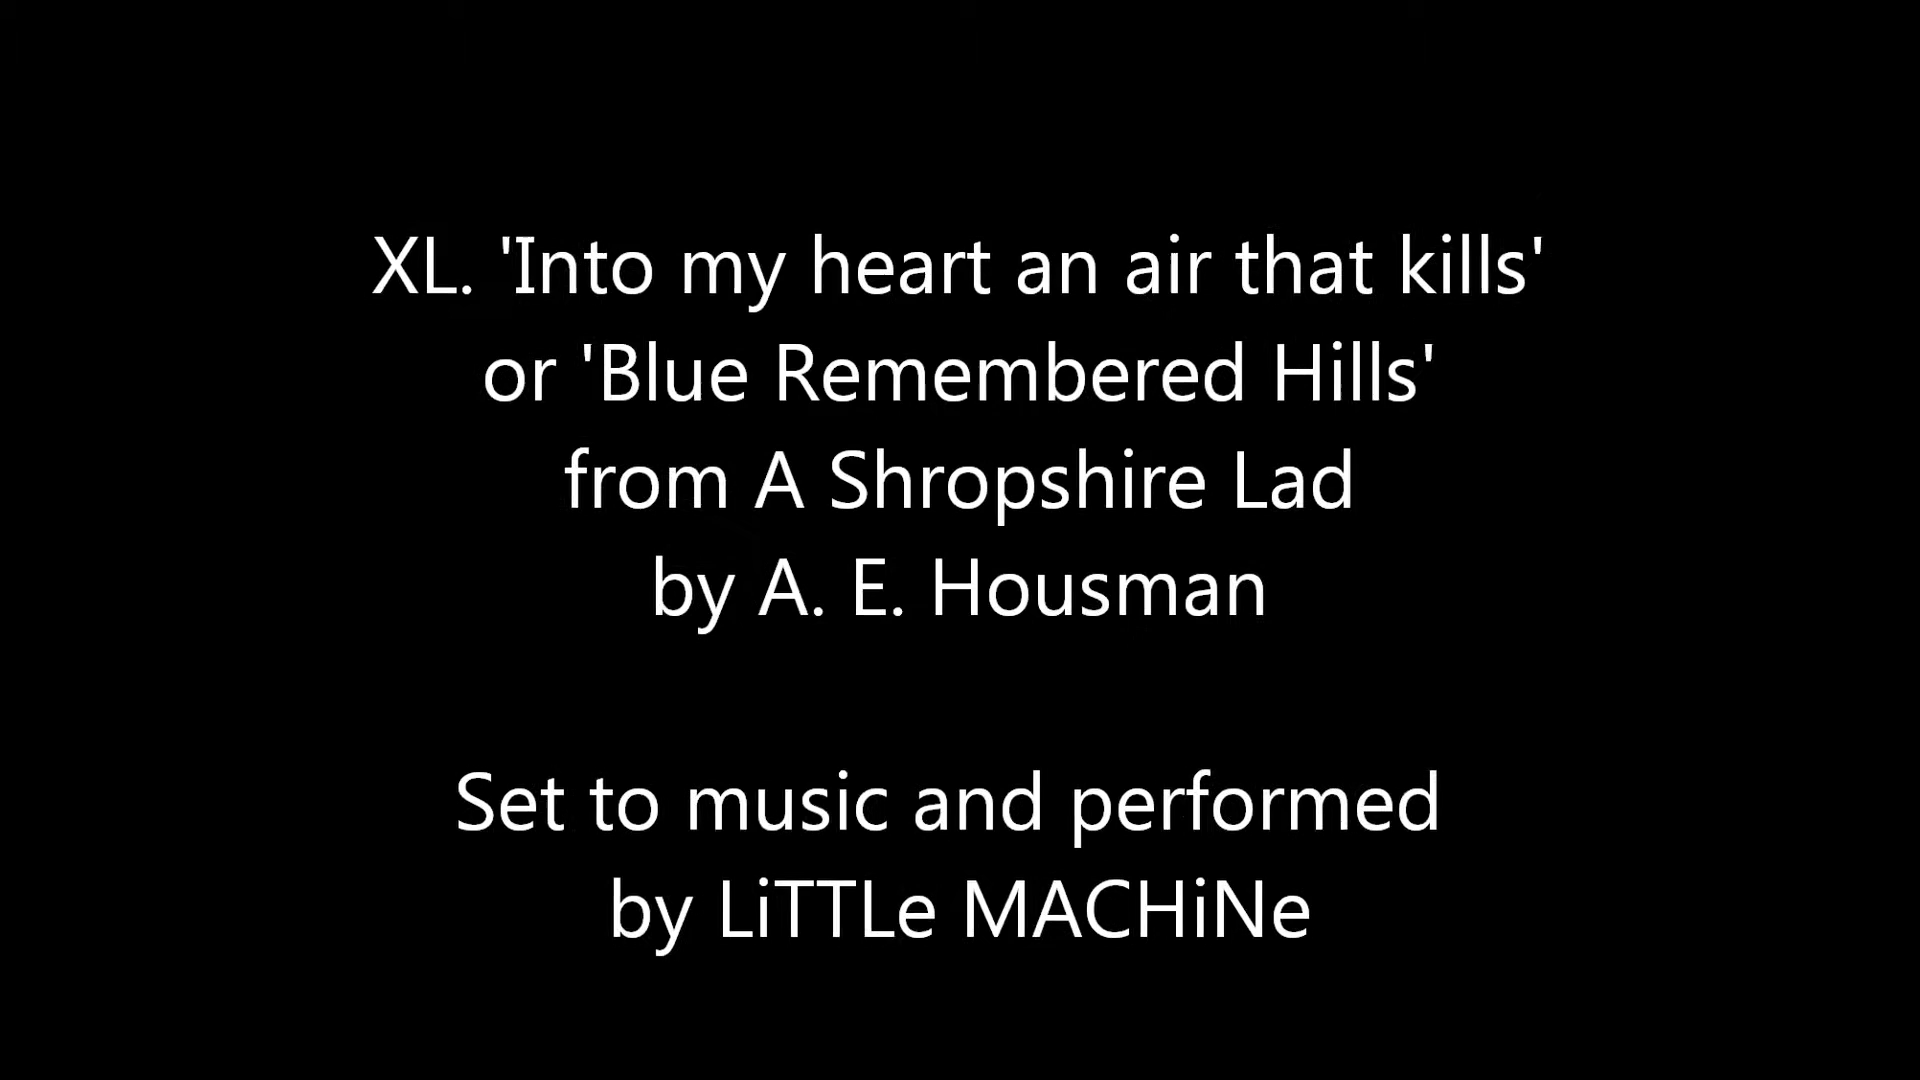 XL. 'Into my heart an air that kills'
or 'Blue Remembered Hills'
from A Shropshire Lad
by A. E. Housman
Set to music and performed
by LiTTLe MACHiNe